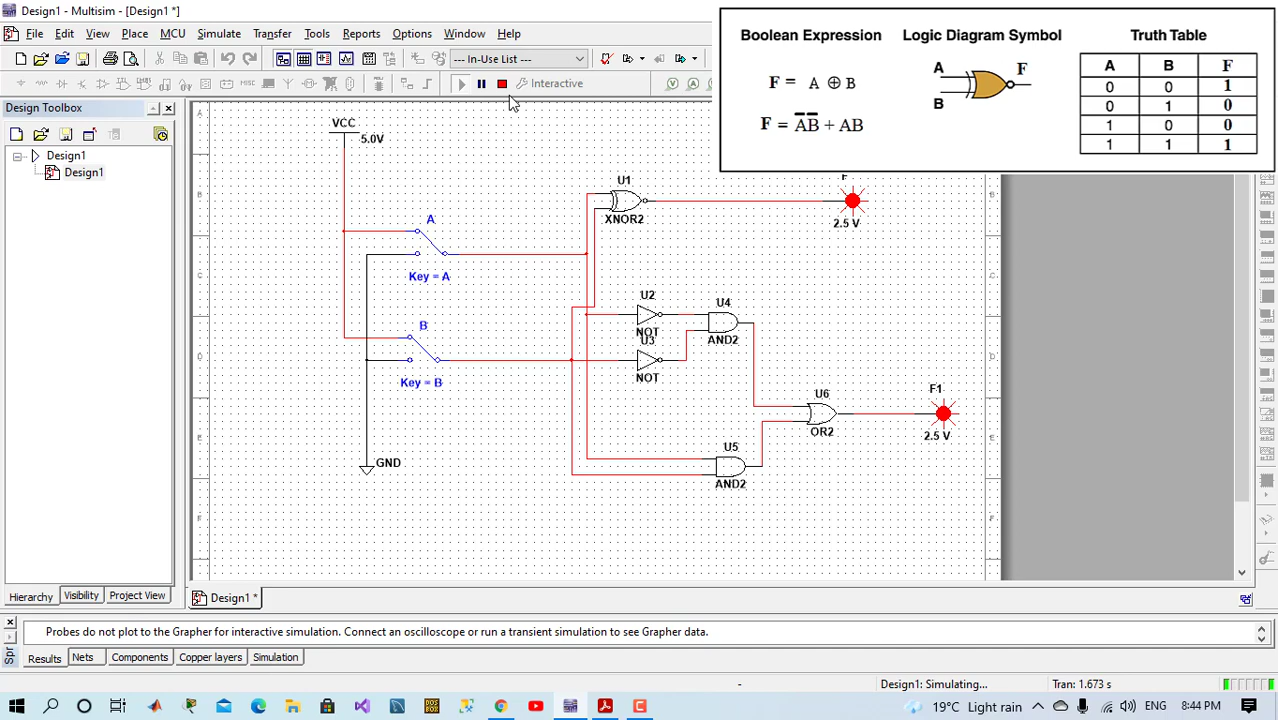 Design1 - Multisim - [Design1 *]
File Edit View Place MCU Simulate Transfer Tools Reports Options Window Help
--- In-Use List ---
Interactive
Design Toolbox
Design1
Design1
Boolean Expression Logic Diagram Symbol Truth Table
F = A ⊕ B
F = A̅B̅ + AB
A F
B
A B F
0 0 1
0 1 0
1 0 0
1 1 1
A
B
C
D
E
F
B
C
D
E
F
VCC
5.0V
A
Key = A
B
Key = B
GND
U1
XNOR2
F
2.5 V
U2
NOT
U3
NOT
U4
AND2
U5
AND2
U6
OR2
F1
2.5 V
Hierarchy Visibility Project View
Design1 *
Spr
Probes do not plot to the Grapher for interactive simulation. Connect an oscilloscope or run a transient simulation to see Grapher data.
Results Nets Components Copper layers Simulation
- Design1: Simulating... Tran: 1.673 s
19°C Light rain ENG 8:44 PM